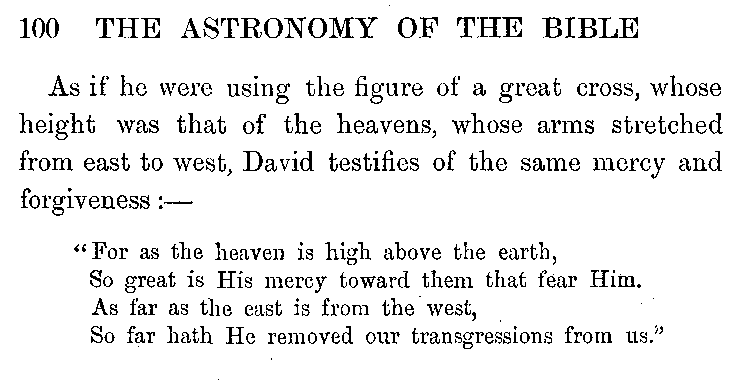 100 THE ASTRONOMY OF THE BIBLE
As if he were using the figure of a great cross, whose
height was that of the heavens, whose arms stretched
from east to west, David testifies of the same mercy and
forgiveness :—
“For as the heaven is high above the earth,
So great is His mercy toward them that fear Him.
As far as the east is from the west,
So far hath He removed our transgressions from us.”